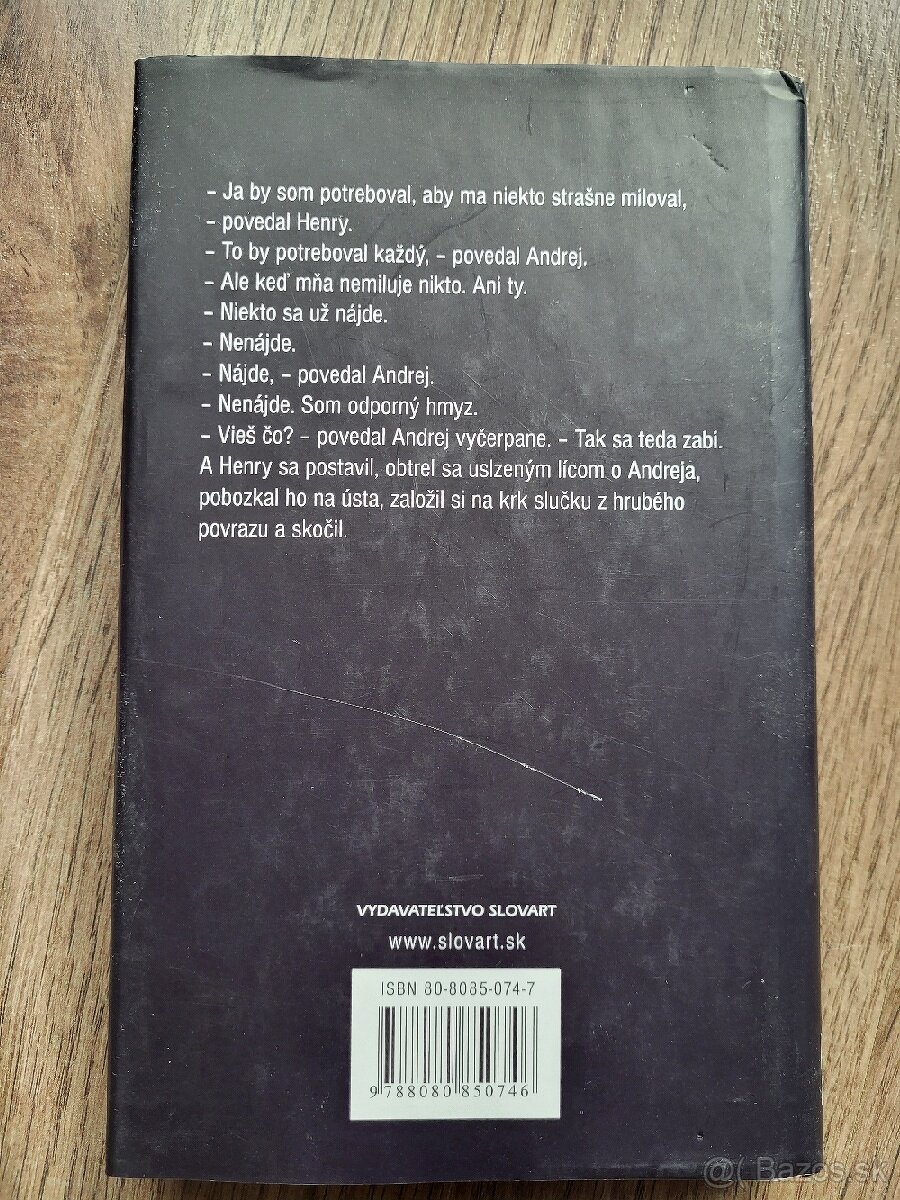 – Ja by som potreboval, aby ma niekto strašne miloval,
– povedal Henry.
– To by potreboval každý, – povedal Andrej.
– Ale keď mňa nemiluje nikto. Ani ty.
– Niekto sa už nájde.
– Nenájde.
– Nájde, – povedal Andrej.
– Nenájde. Som odporný hmyz.
– Vieš čo? – povedal Andrej vyčerpane. – Tak sa teda zabi.
A Henry sa postavil, obtrel sa uslzeným lícom o Andreja,
pobozkal ho na ústa, založil si na krk slučku z hrubého
povrazu a skočil.
VYDAVATEĽSTVO SLOVART
www.slovart.sk
ISBN 80-8085-074-7
9 788080 850746
@( Bazos.sk